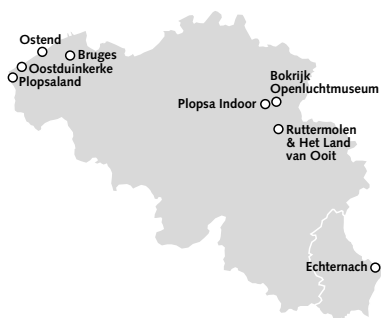 Ostend
Bruges
Oostduinkerke
Plopsaland
Bokrijk
Openluchtmuseum
Plopsa Indoor
Ruttermolen
& Het Land
van Ooit
Echternach